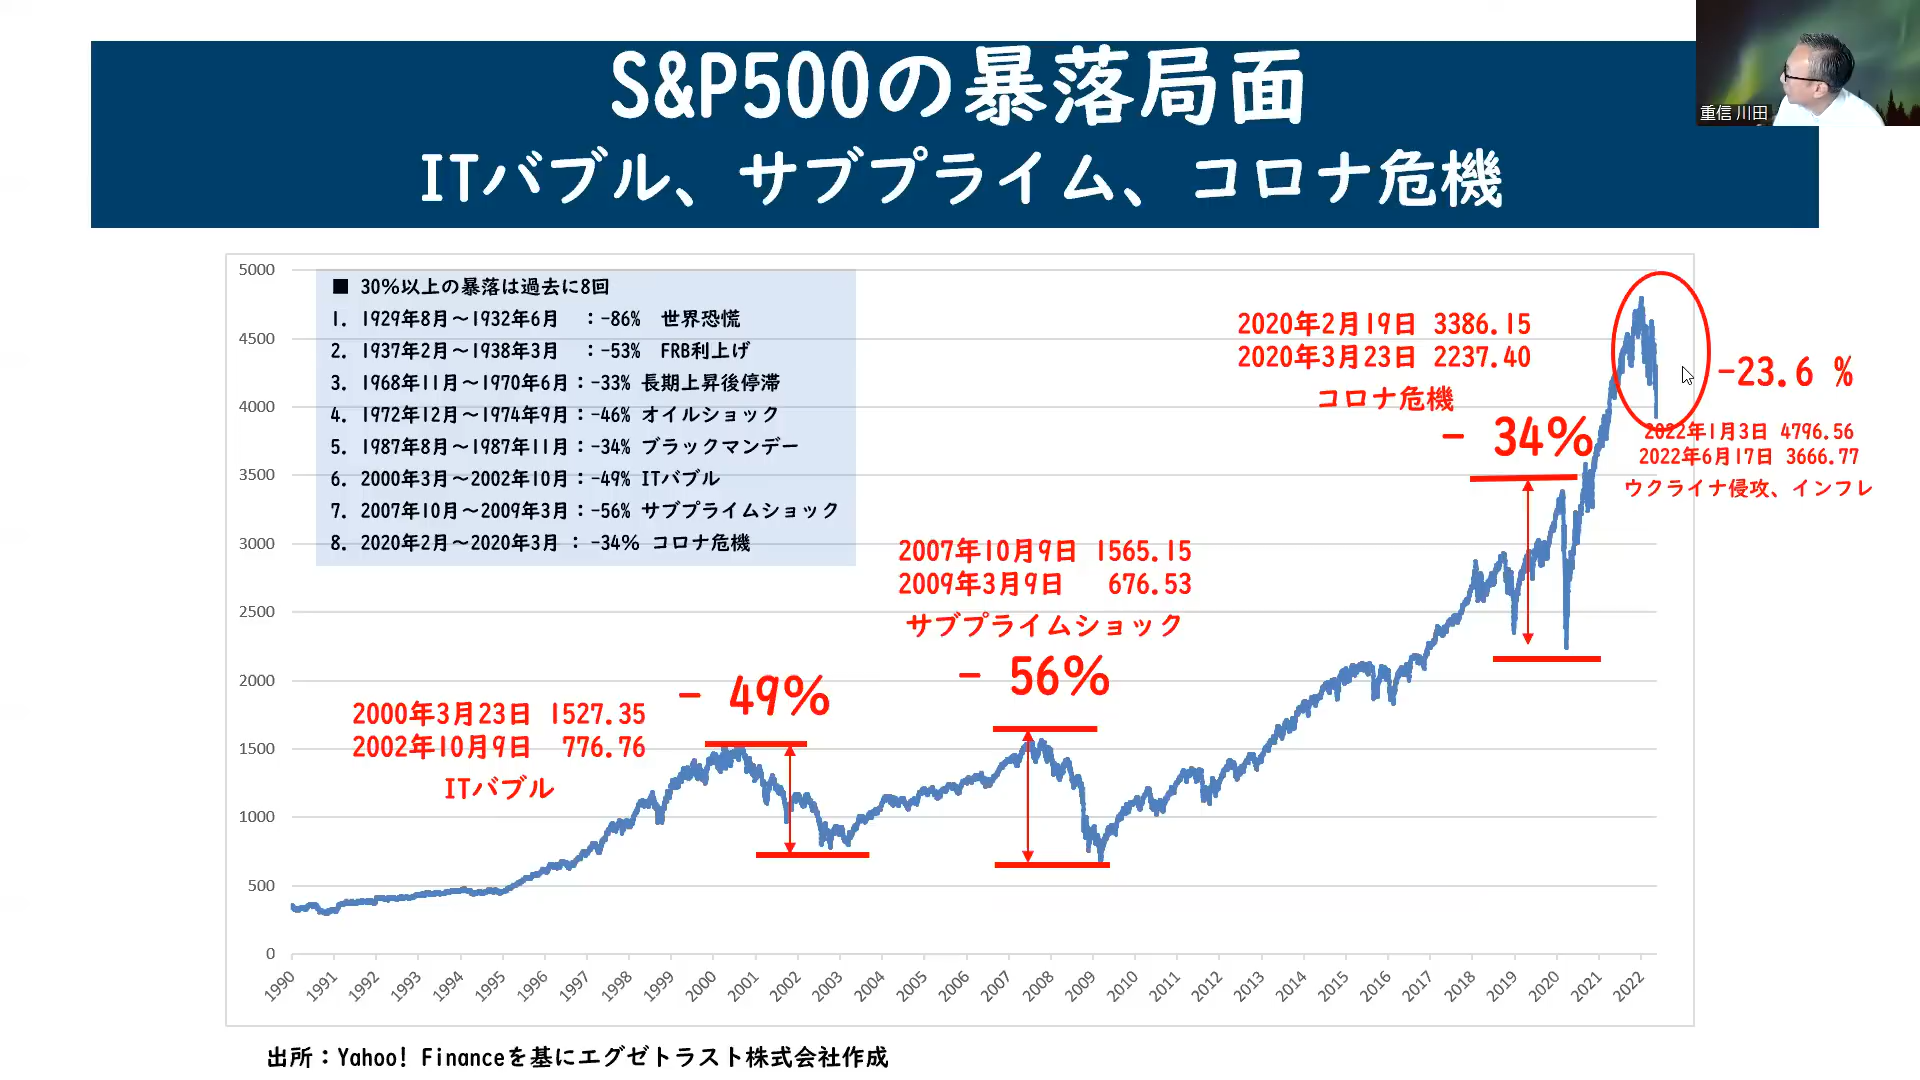 S&P500の暴落局面
ITバブル、サブプライム、コロナ危機
重信 川田
■ 30%以上の暴落は過去に8回
1. 1929年8月～1932年6月 ：-86% 世界恐慌
2. 1937年2月～1938年3月 ：-53% FRB利上げ
3. 1968年11月～1970年6月：-33% 長期上昇後停滞
4. 1972年12月～1974年9月：-46% オイルショック
5. 1987年8月～1987年11月：-34% ブラックマンデー
6. 2000年3月～2002年10月：-49% ITバブル
7. 2007年10月～2009年3月：-56% サブプライムショック
8. 2020年2月～2020年3月 ： -34% コロナ危機
2020年2月19日 3386.15
2020年3月23日 2237.40
コロナ危機
- 34%
-23.6 %
2022年1月3日 4796.56
2022年6月17日 3666.77
ウクライナ侵攻、インフレ
2007年10月9日 1565.15
2009年3月9日 676.53
サブプライムショック
- 56%
- 49%
2000年3月23日 1527.35
2002年10月9日 776.76
ITバブル
5000
4500
4000
3500
3000
2500
2000
1500
1000
500
0
1990
1991
1992
1993
1994
1995
1996
1997
1998
1999
2000
2001
2002
2003
2004
2005
2006
2007
2008
2009
2010
2011
2012
2013
2014
2015
2016
2017
2018
2019
2020
2021
2022
出所：Yahoo! Financeを基にエグゼトラスト株式会社作成